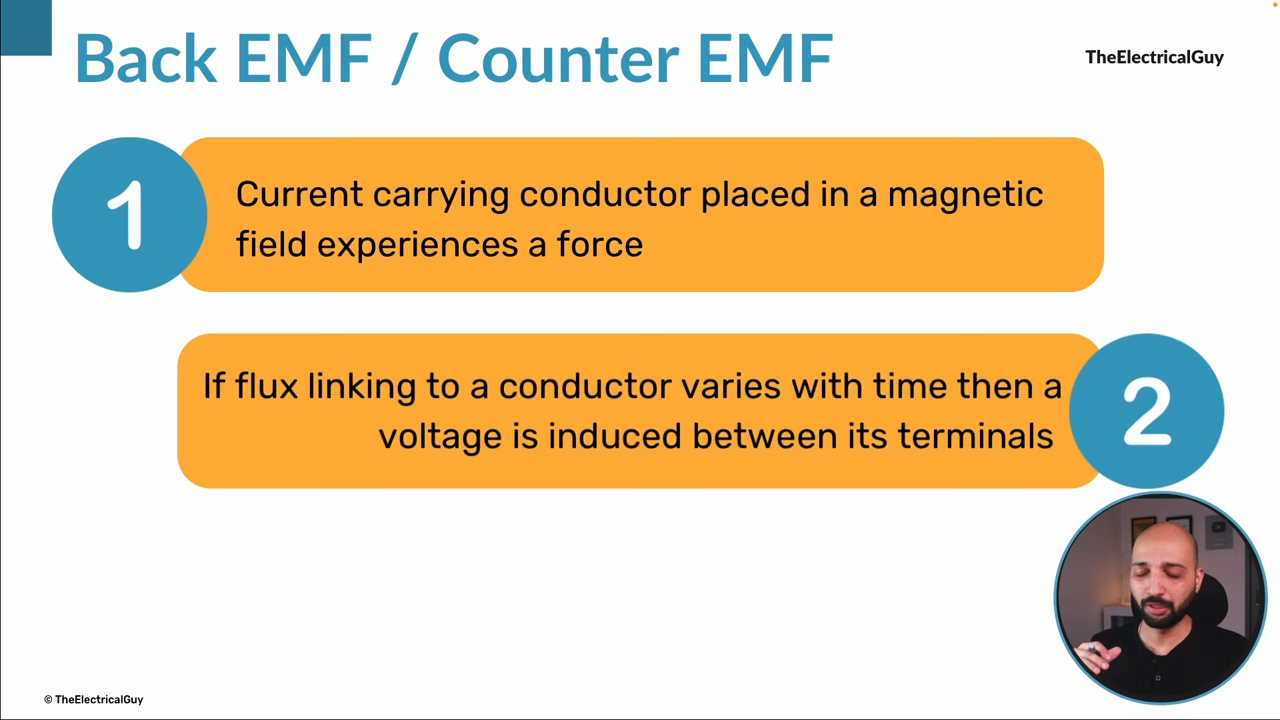 Back EMF / Counter EMF
TheElectricalGuy
1
Current carrying conductor placed in a magnetic
field experiences a force
If flux linking to a conductor varies with time then a
voltage is induced between its terminals
2
© TheElectricalGuy